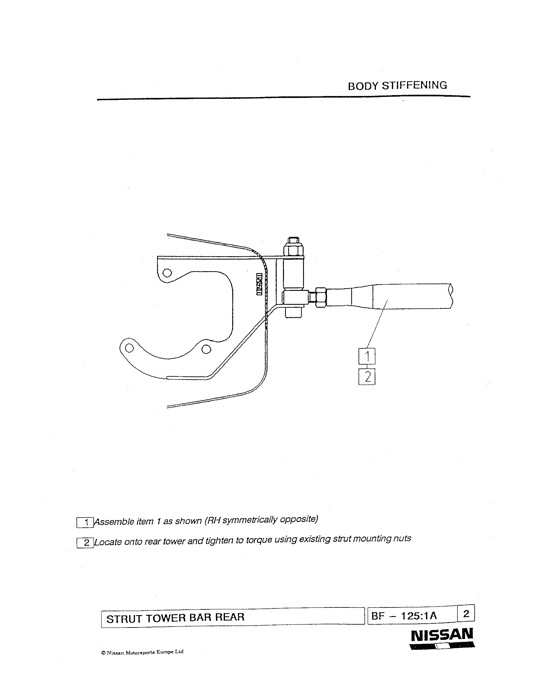 BODY STIFFENING
1
2
1 Assemble item 1 as shown (RH symmetrically opposite)
2 Locate onto rear tower and tighten to torque using existing strut mounting nuts
STRUT TOWER BAR REAR
BF - 125:1A
2
NISSAN
© Nissan Motorsports Europe Ltd